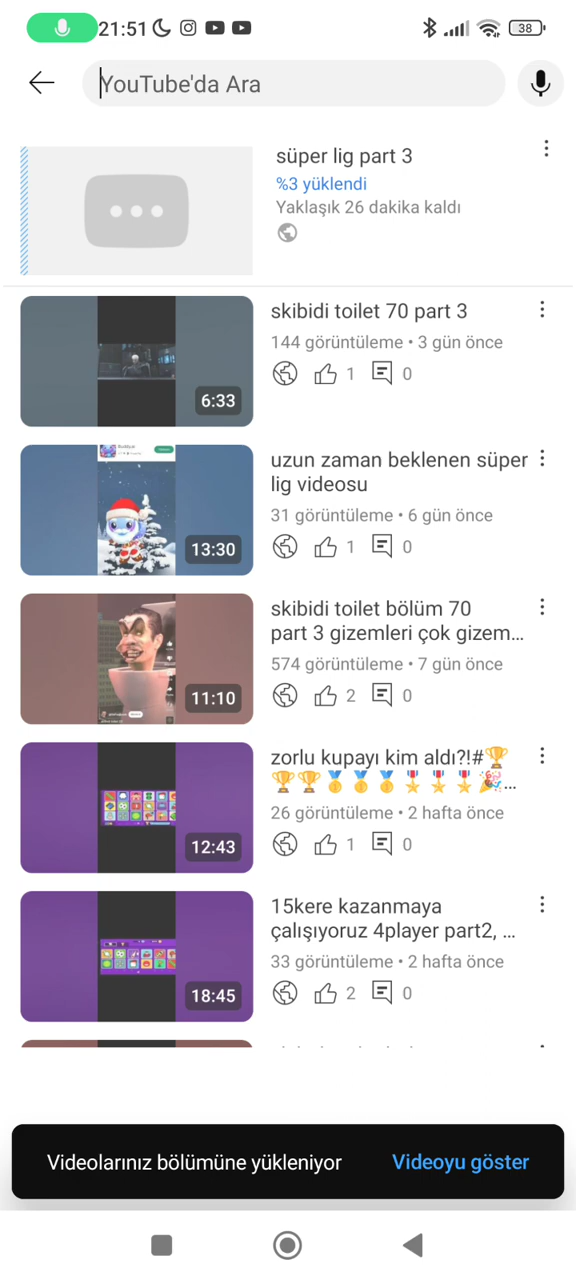 21:51
38
YouTube'da Ara
süper lig part 3
%3 yüklendi
Yaklaşık 26 dakika kaldı
skibidi toilet 70 part 3
144 görüntüleme • 3 gün önce
1 0
6:33
uzun zaman beklenen süper
lig videosu
31 görüntüleme • 6 gün önce
1 0
13:30
skibidi toilet bölüm 70
part 3 gizemleri çok gizem...
574 görüntüleme • 7 gün önce
2 0
11:10
zorlu kupayı kim aldı?!#🏆
🏆🏆🥇🥇🥇🎖🎖🎖🎉...
26 görüntüleme • 2 hafta önce
1 0
12:43
15kere kazanmaya
çalışıyoruz 4player part2, ...
33 görüntüleme • 2 hafta önce
2 0
18:45
Videolarınız bölümüne yükleniyor
Videoyu göster